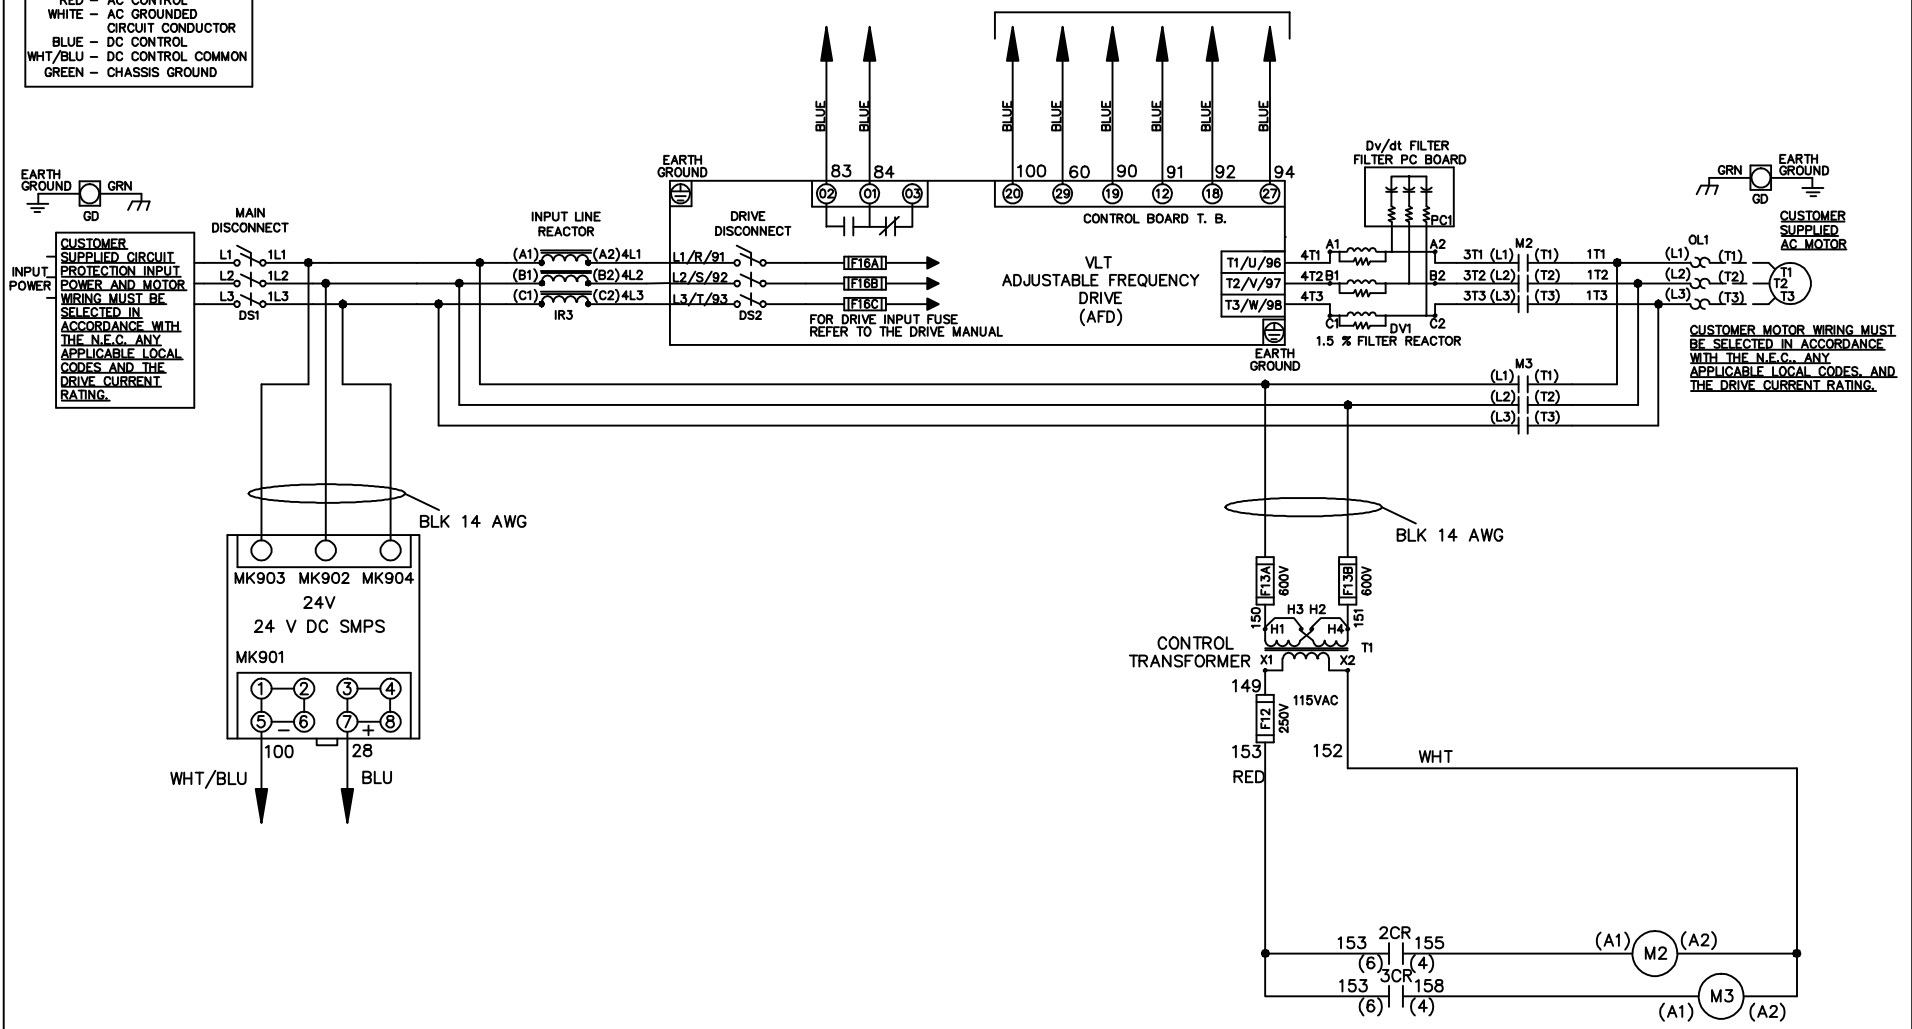 RED – AC CONTROL
WHITE – AC GROUNDED
CIRCUIT CONDUCTOR
BLUE – DC CONTROL
WHT/BLU – DC CONTROL COMMON
GREEN – CHASSIS GROUND
BLUE
BLUE
BLUE
BLUE
BLUE
BLUE
BLUE
BLUE
EARTH
GROUND
GRN
GD
MAIN
DISCONNECT
INPUT LINE
REACTOR
EARTH
GROUND
DRIVE
DISCONNECT
83
84
02
01
03
100
60
90
91
92
94
20
29
19
12
18
27
CONTROL BOARD T. B.
Dv/dt FILTER
FILTER PC BOARD
PC1
GRN
GD
EARTH
GROUND
CUSTOMER
SUPPLIED
AC MOTOR
INPUT
POWER
CUSTOMER
SUPPLIED CIRCUIT
PROTECTION INPUT
POWER AND MOTOR
WIRING MUST BE
SELECTED IN
ACCORDANCE WITH
THE N.E.C. ANY
APPLICABLE LOCAL
CODES AND THE
DRIVE CURRENT
RATING.
L1
1L1
L2
1L2
L3
1L3
DS1
(A1)
(A2)
4L1
(B1)
(B2)
4L2
(C1)
(C2)
4L3
IR3
L1/R/91
L2/S/92
L3/T/93
DS2
F16A
F16B
F16C
FOR DRIVE INPUT FUSE
REFER TO THE DRIVE MANUAL
VLT
ADJUSTABLE FREQUENCY
DRIVE
(AFD)
T1/U/96
T2/V/97
T3/W/98
EARTH
GROUND
4T1
4T2
4T3
A1
A2
B1
B2
C1
C2
DV1
1.5 % FILTER REACTOR
M2
3T1 (L1) (T1) 1T1
3T2 (L2) (T2) 1T2
3T3 (L3) (T3) 1T3
OL1
(L1) (T1)
(L2) (T2)
(L3) (T3)
T1
T2
T3
CUSTOMER MOTOR WIRING MUST
BE SELECTED IN ACCORDANCE
WITH THE N.E.C., ANY
APPLICABLE LOCAL CODES, AND
THE DRIVE CURRENT RATING.
M3
(L1) (T1)
(L2) (T2)
(L3) (T3)
BLK 14 AWG
MK903 MK902 MK904
24V
24 V DC SMPS
MK901
1
2
3
4
5
6
7
8
–
+
100
28
WHT/BLU
BLU
BLK 14 AWG
F13A
600V
F13B
600V
150
151
H3 H2
H1
H4
T1
CONTROL
TRANSFORMER
X1
X2
149
115VAC
F12
250V
153
152
RED
WHT
2CR
153
155
(6)
(4)
(A1)
M2
(A2)
3CR
153
158
(6)
(4)
(A1)
M3
(A2)